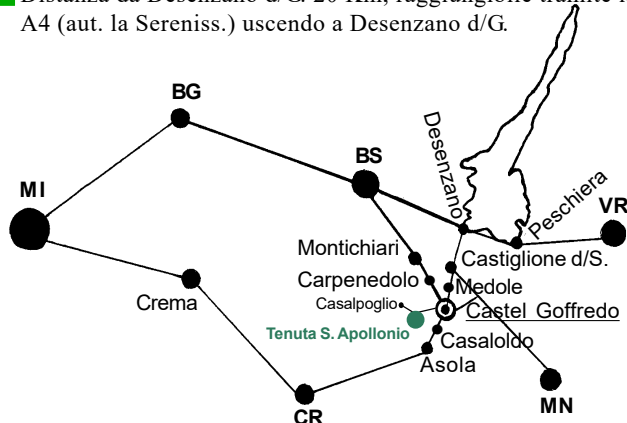 Distanza da Desenzano d/G. 20 Km, raggiungibile tramite l
A4 (aut. la Sereniss.) uscendo a Desenzano d/G.
BG
BS
Desenzano
Peschiera
MI
VR
Montichiari
Castiglione d/S.
Carpenedolo
Medole
Crema
Casalpoglio
Castel Goffredo
Tenuta S. Apollonio
Casaloldo
Asola
MN
CR